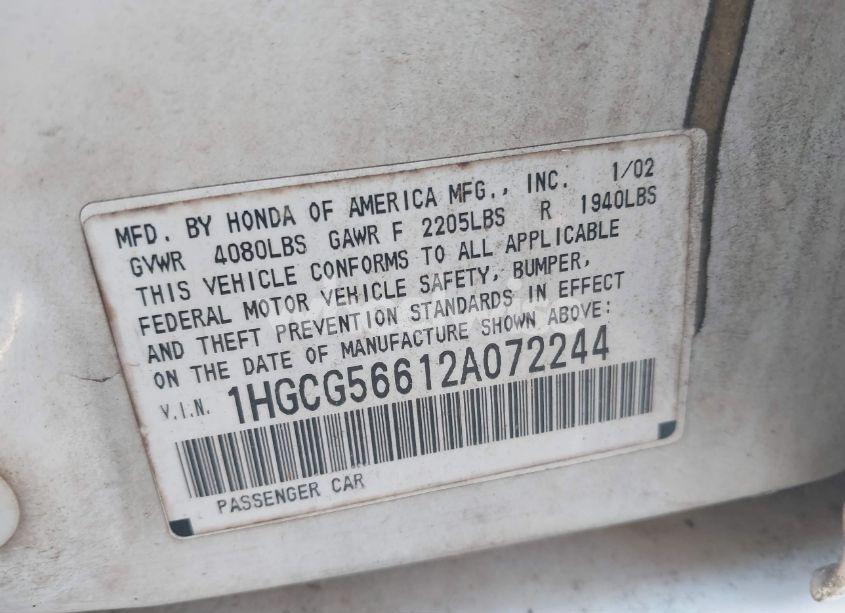 MFD. BY HONDA OF AMERICA MFG., INC. 1/02
GVWR 4080LBS GAWR F 2205LBS R 1940LBS
THIS VEHICLE CONFORMS TO ALL APPLICABLE
FEDERAL MOTOR VEHICLE SAFETY, BUMPER,
AND THEFT PREVENTION STANDARDS IN EFFECT
ON THE DATE OF MANUFACTURE SHOWN ABOVE:
V.I.N. 1HGCG56612A072244
PASSENGER CAR